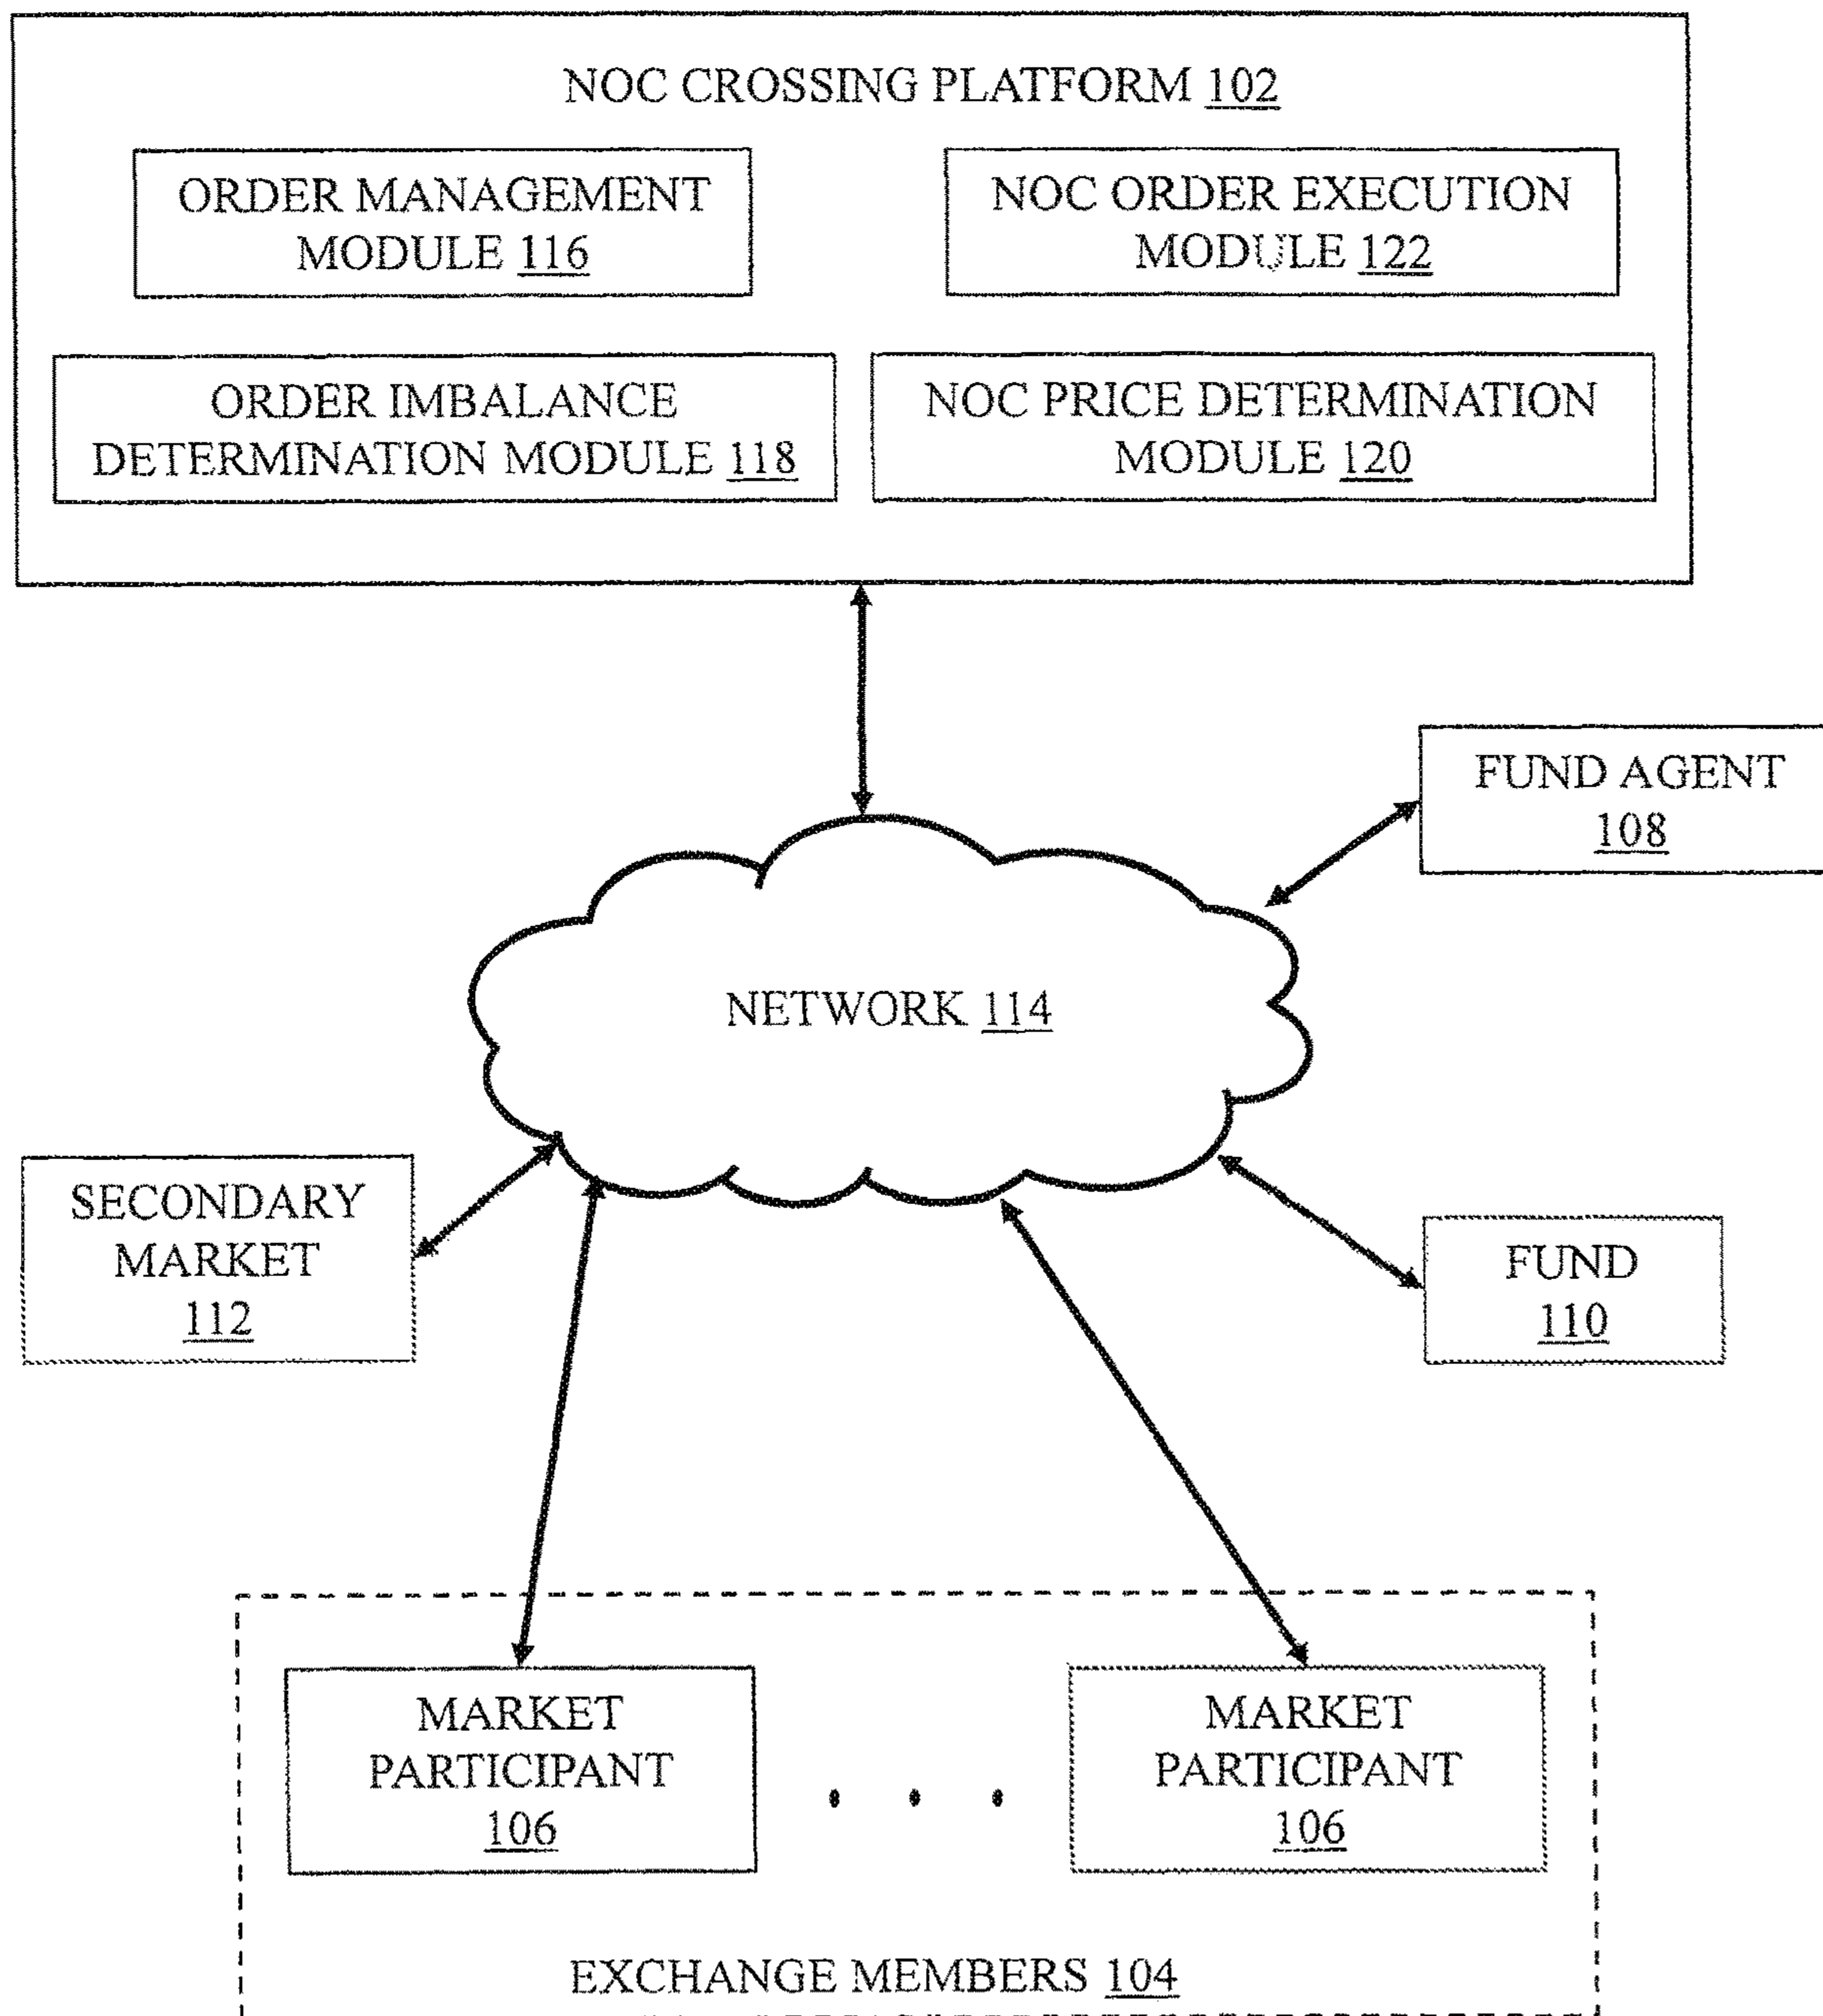 NOC CROSSING PLATFORM 102
ORDER MANAGEMENT
MODULE 116
NOC ORDER EXECUTION
MODULE 122
ORDER IMBALANCE
DETERMINATION MODULE 118
NOC PRICE DETERMINATION
MODULE 120
FUND AGENT
108
NETWORK 114
SECONDARY
MARKET
112
FUND
110
MARKET
PARTICIPANT
106
MARKET
PARTICIPANT
106
EXCHANGE MEMBERS 104